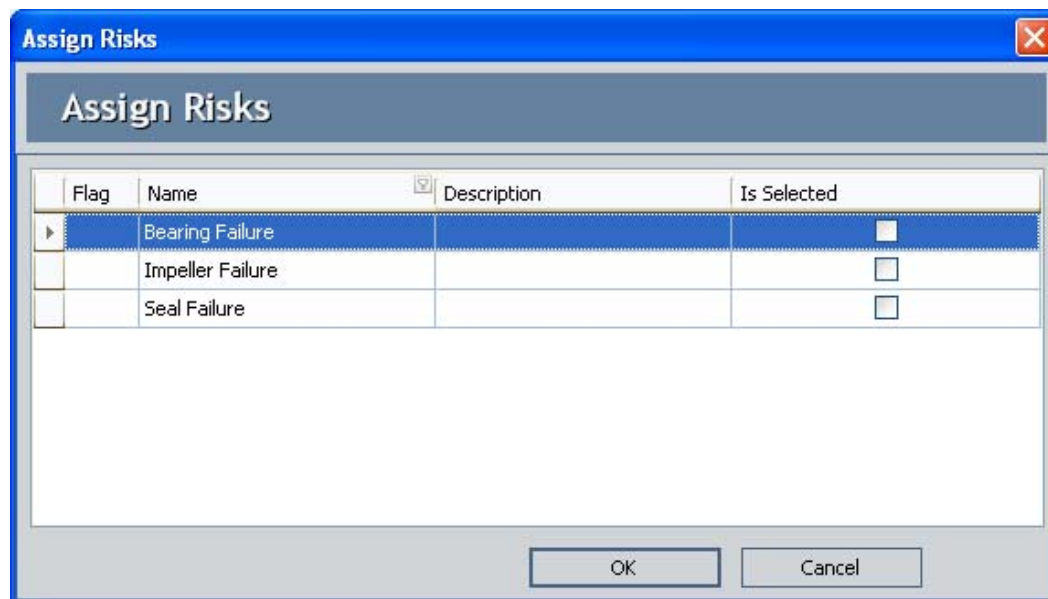 Assign Risks
Assign Risks
Flag Name Description Is Selected
Bearing Failure
Impeller Failure
Seal Failure
OK Cancel